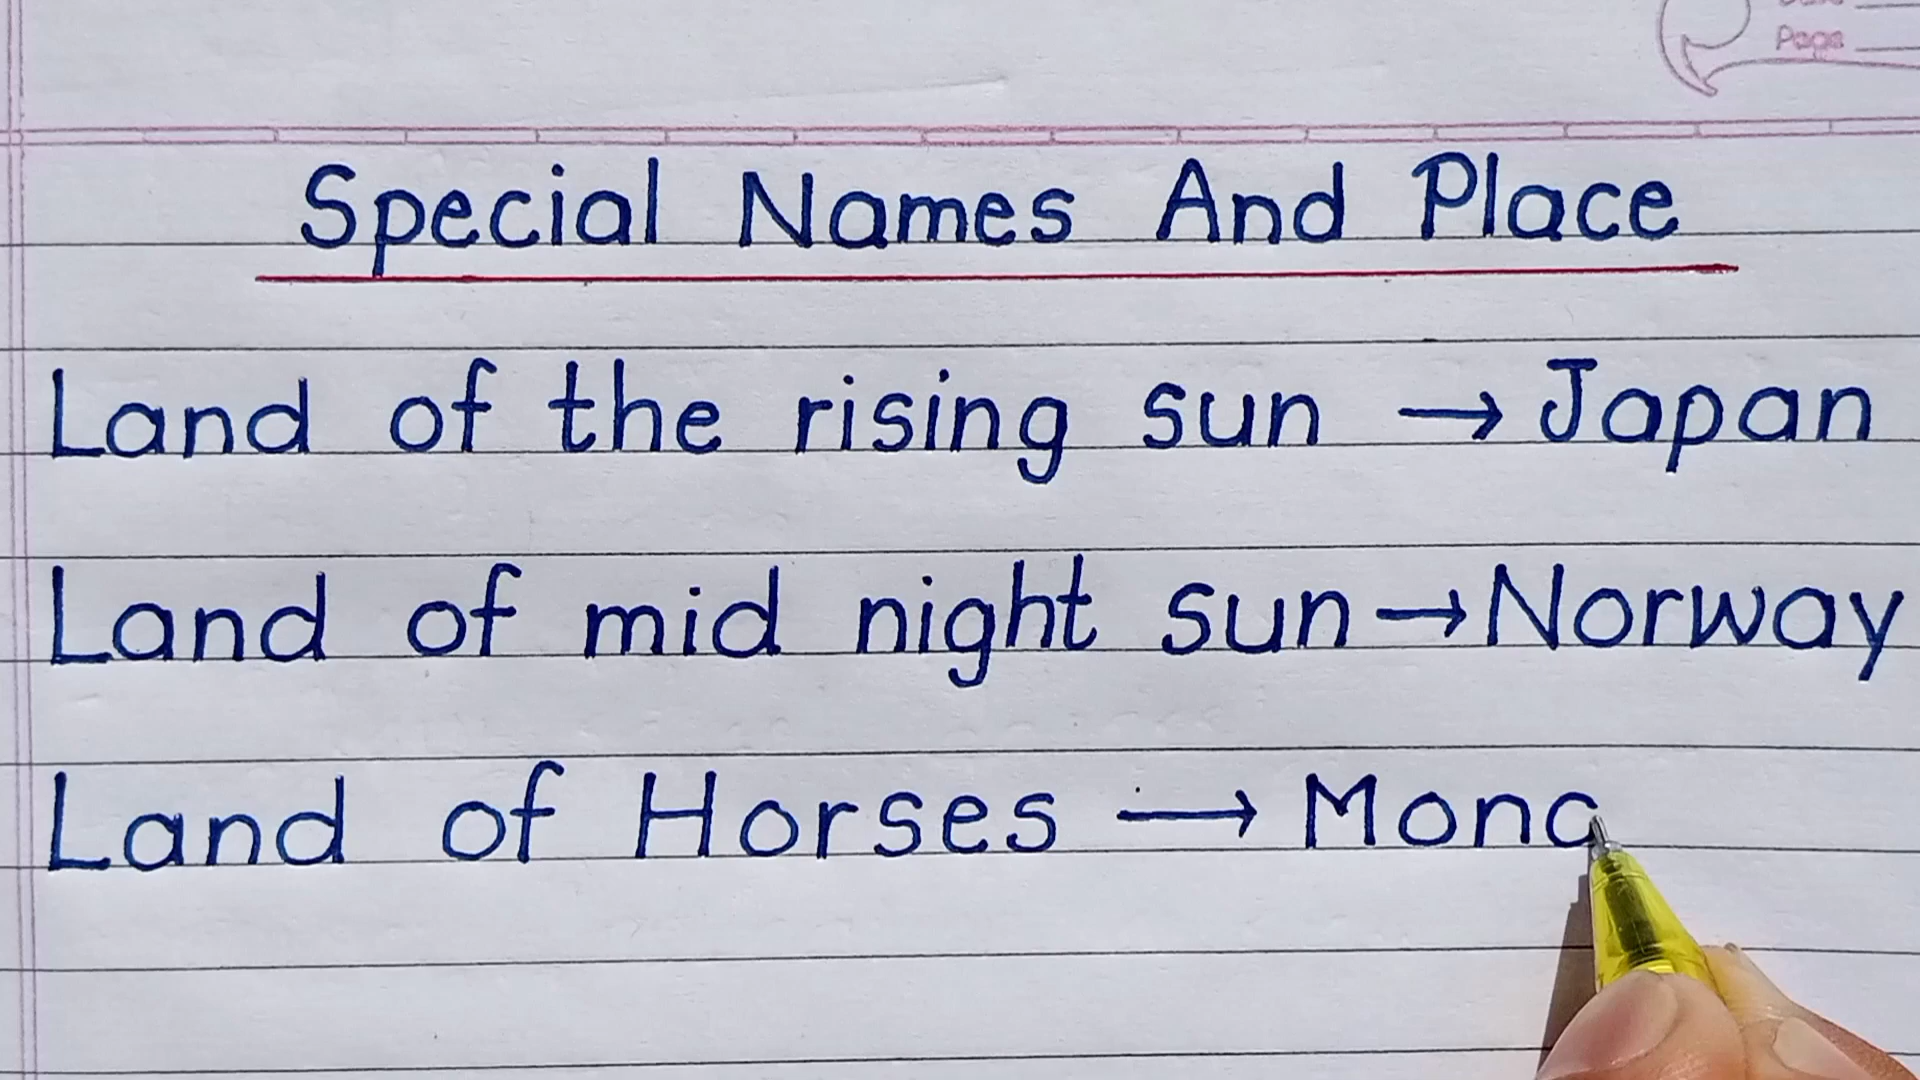 Page
Special Names And Place
Land of the rising sun → Japan
Land of mid night sun → Norway
Land of Horses → Monc